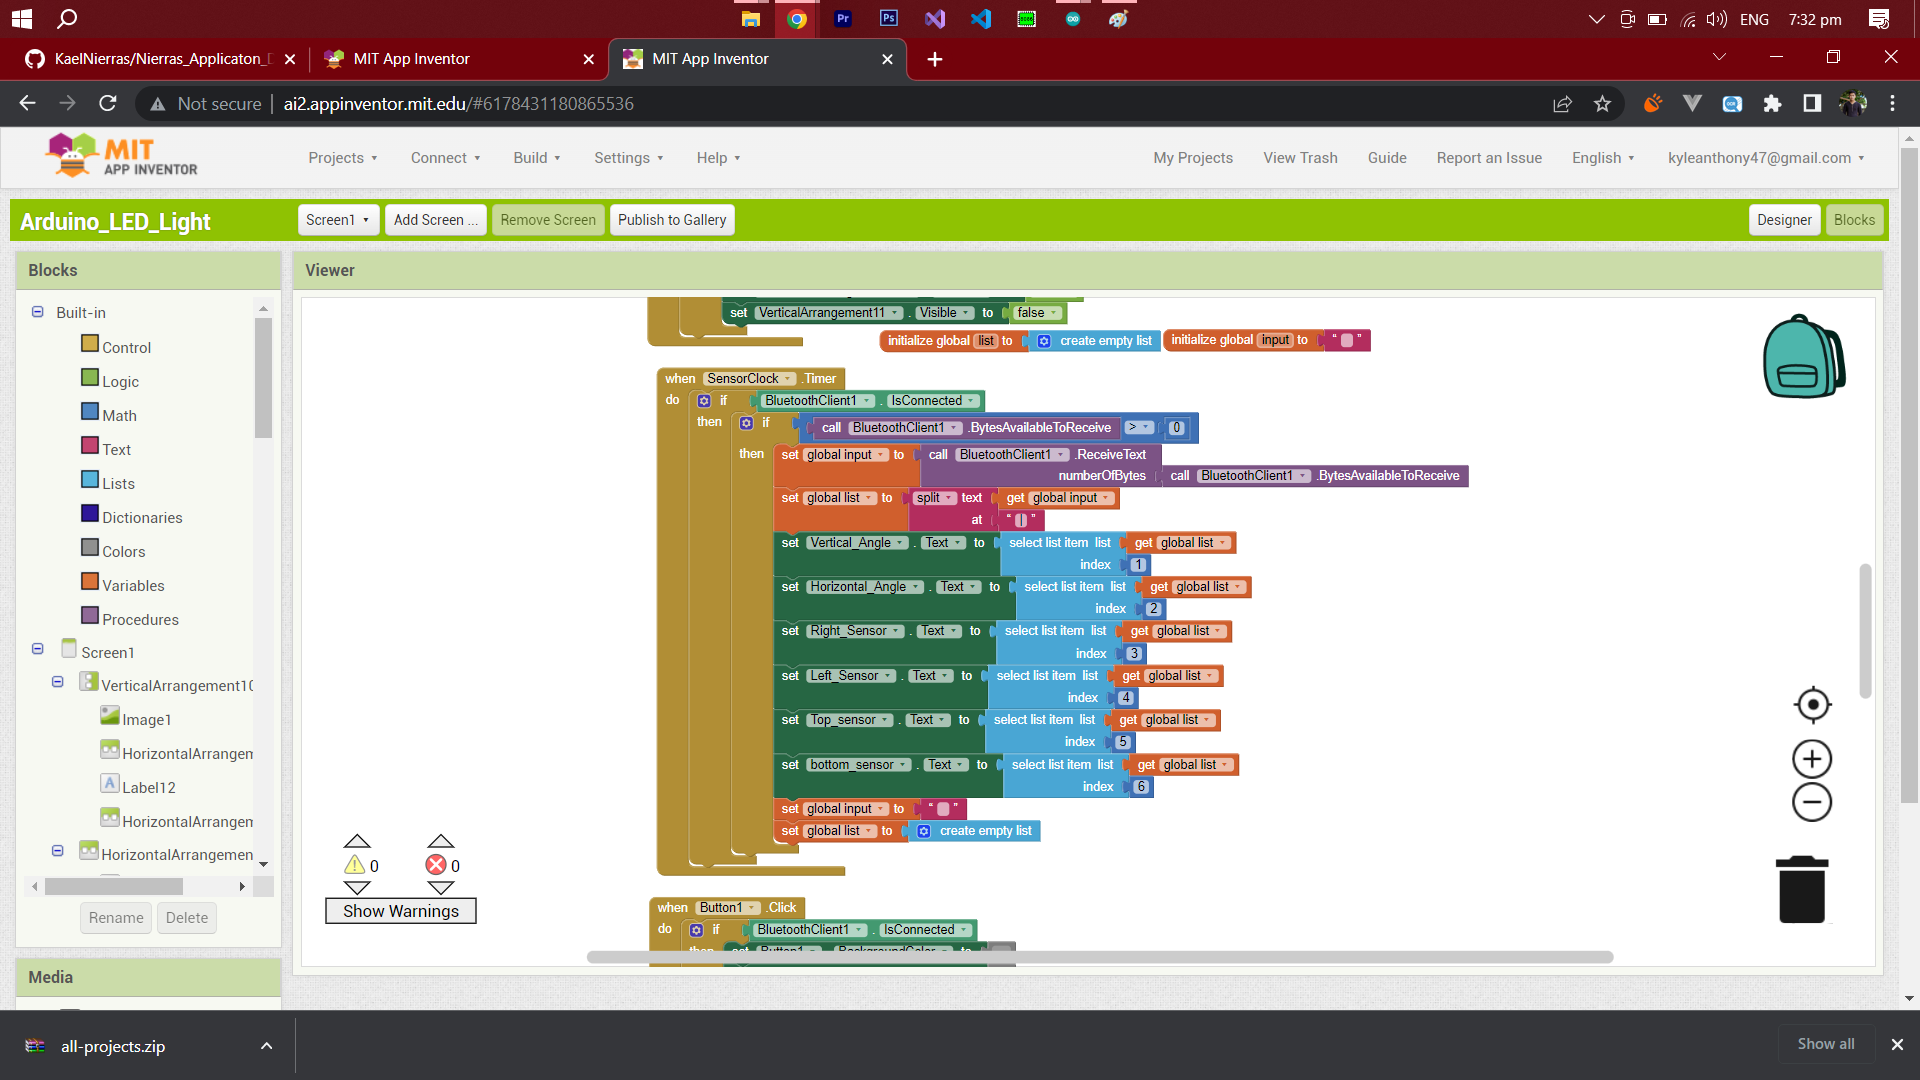 ENG 7:32 pm
KaelNierras/Nierras_Applicaton_D
MIT App Inventor
MIT App Inventor
Not secure ai2.appinventor.mit.edu/#6178431180865536
MIT
APP INVENTOR
Projects Connect Build Settings Help My Projects View Trash Guide Report an Issue English kyleanthony47@gmail.com
Arduino_LED_Light Screen1 Add Screen ... Remove Screen Publish to Gallery Designer Blocks
Blocks
Viewer
Built-in
Control
Logic
Math
Text
Lists
Dictionaries
Colors
Variables
Procedures
Screen1
VerticalArrangement10
Image1
HorizontalArrangem
Label12
HorizontalArrangem
HorizontalArrangemen
Rename Delete
Media
set VerticalArrangement11 . Visible to false
initialize global list to create empty list initialize global input to “ ”
when SensorClock .Timer
do if BluetoothClient1 . IsConnected
then if call BluetoothClient1 .BytesAvailableToReceive > 0
then set global input to call BluetoothClient1 .ReceiveText
numberOfBytes call BluetoothClient1 .BytesAvailableToReceive
set global list to split text get global input
at “ | ”
set Vertical_Angle . Text to select list item list get global list
index 1
set Horizontal_Angle . Text to select list item list get global list
index 2
set Right_Sensor . Text to select list item list get global list
index 3
set Left_Sensor . Text to select list item list get global list
index 4
set Top_sensor . Text to select list item list get global list
index 5
set bottom_sensor . Text to select list item list get global list
index 6
set global input to “ ”
set global list to create empty list
when Button1 .Click
do if BluetoothClient1 . IsConnected
then set Button1 . BackgroundColor to
0 0
Show Warnings
all-projects.zip
Show all
Pr
Ps